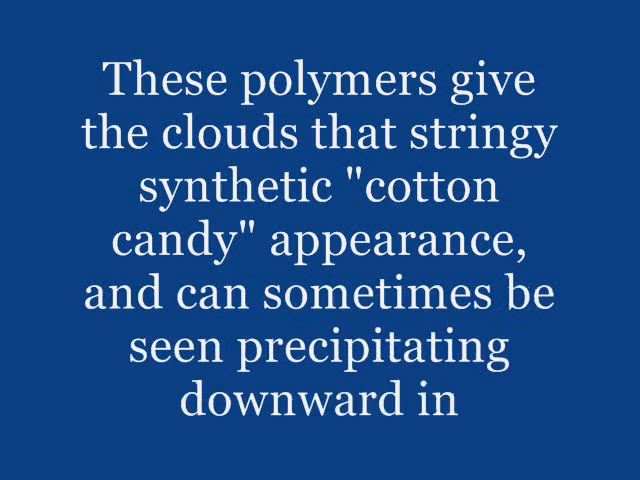 These polymers give
the clouds that stringy
synthetic "cotton
candy" appearance,
and can sometimes be
seen precipitating
downward in